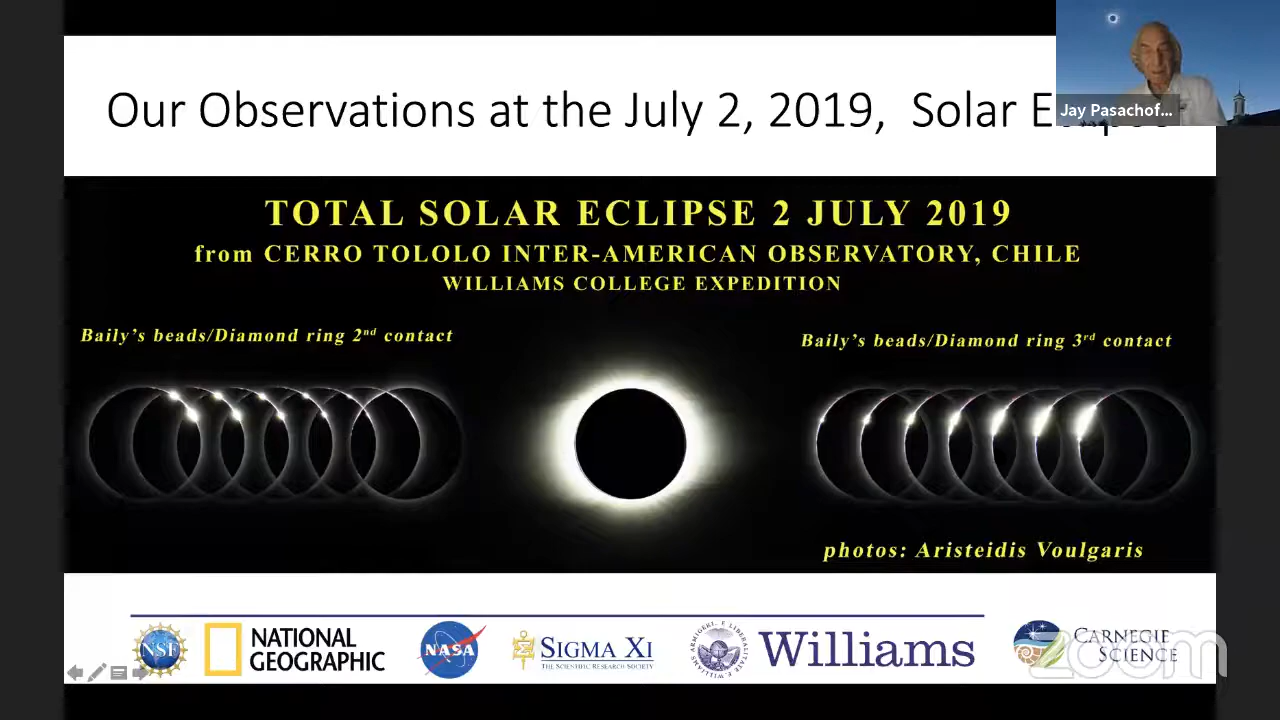 Our Observations at the July 2, 2019, Solar Eclipse
Jay Pasachof...
TOTAL SOLAR ECLIPSE 2 JULY 2019
from CERRO TOLOLO INTER-AMERICAN OBSERVATORY, CHILE
WILLIAMS COLLEGE EXPEDITION
Baily's beads/Diamond ring 2nd contact
Baily's beads/Diamond ring 3rd contact
photos: Aristeidis Voulgaris
NSF
NATIONAL
GEOGRAPHIC
NASA
SIGMA XI
THE SCIENTIFIC RESEARCH SOCIETY
Williams
CARNEGIE
SCIENCE
zoom